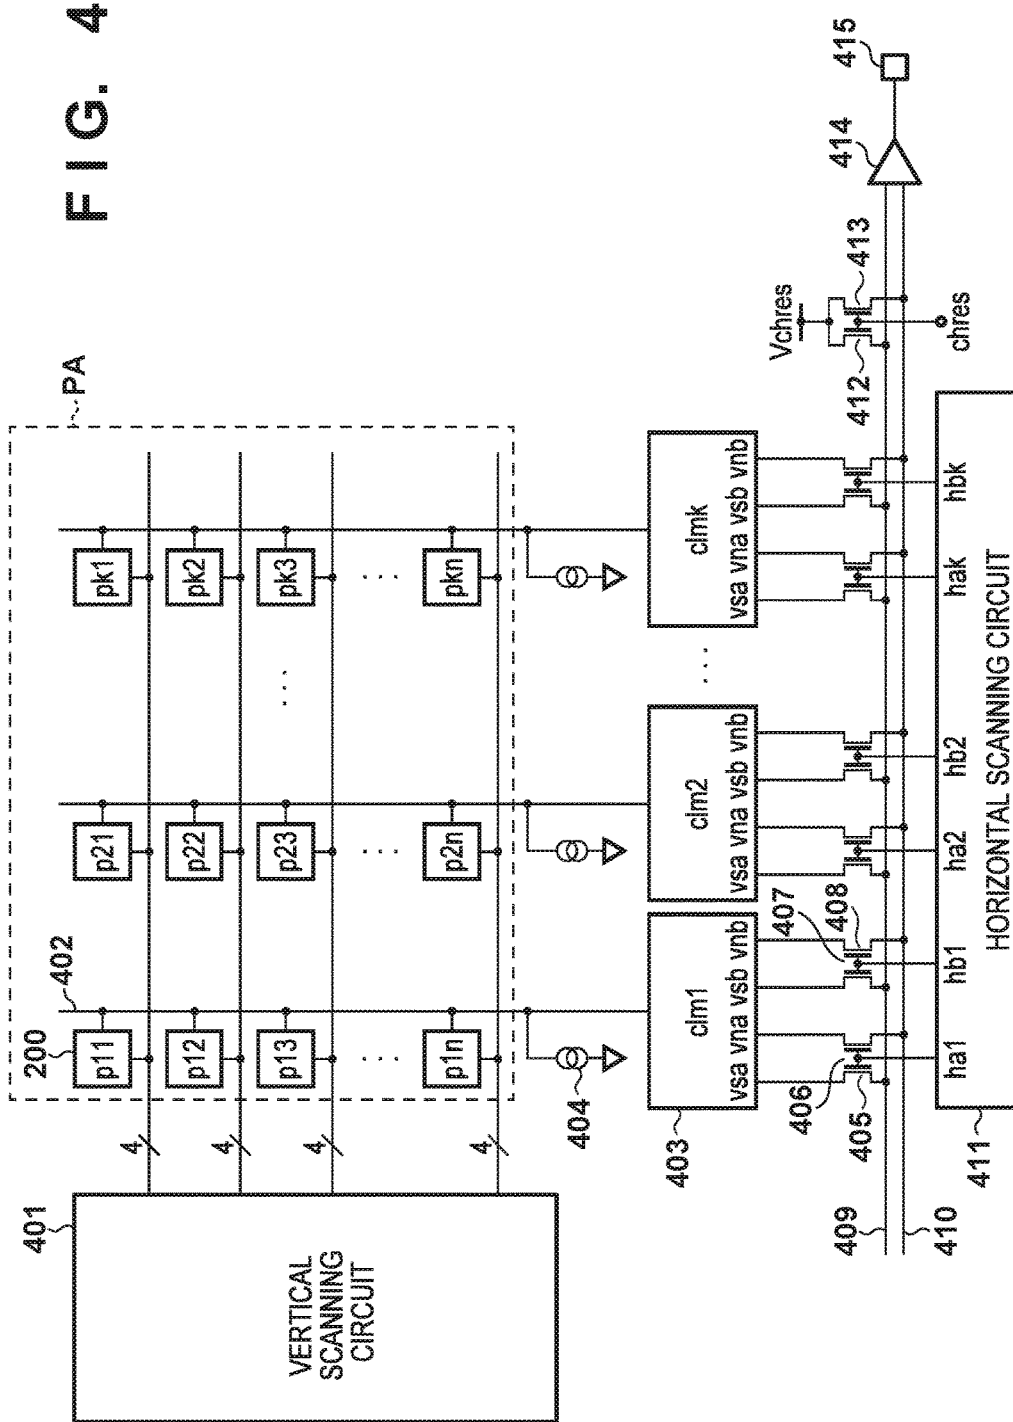 FIG. 4
PA
401
VERTICAL
SCANNING
CIRCUIT
4
4
4
4
200
402
p11
p12
p13
. . .
p1n
p21
p22
p23
. . .
p2n
. . .
. . .
pk1
pk2
pk3
. . .
pkn
404
403
clm1
vsa vna vsb vnb
clm2
vsa vna vsb vnb
. . .
clmk
vsa vna vsb vnb
405
406
407
408
409
410
Vchres
412
413
chres
414
415
411
ha1
hb1
ha2
hb2
hak
hbk
HORIZONTAL SCANNING CIRCUIT